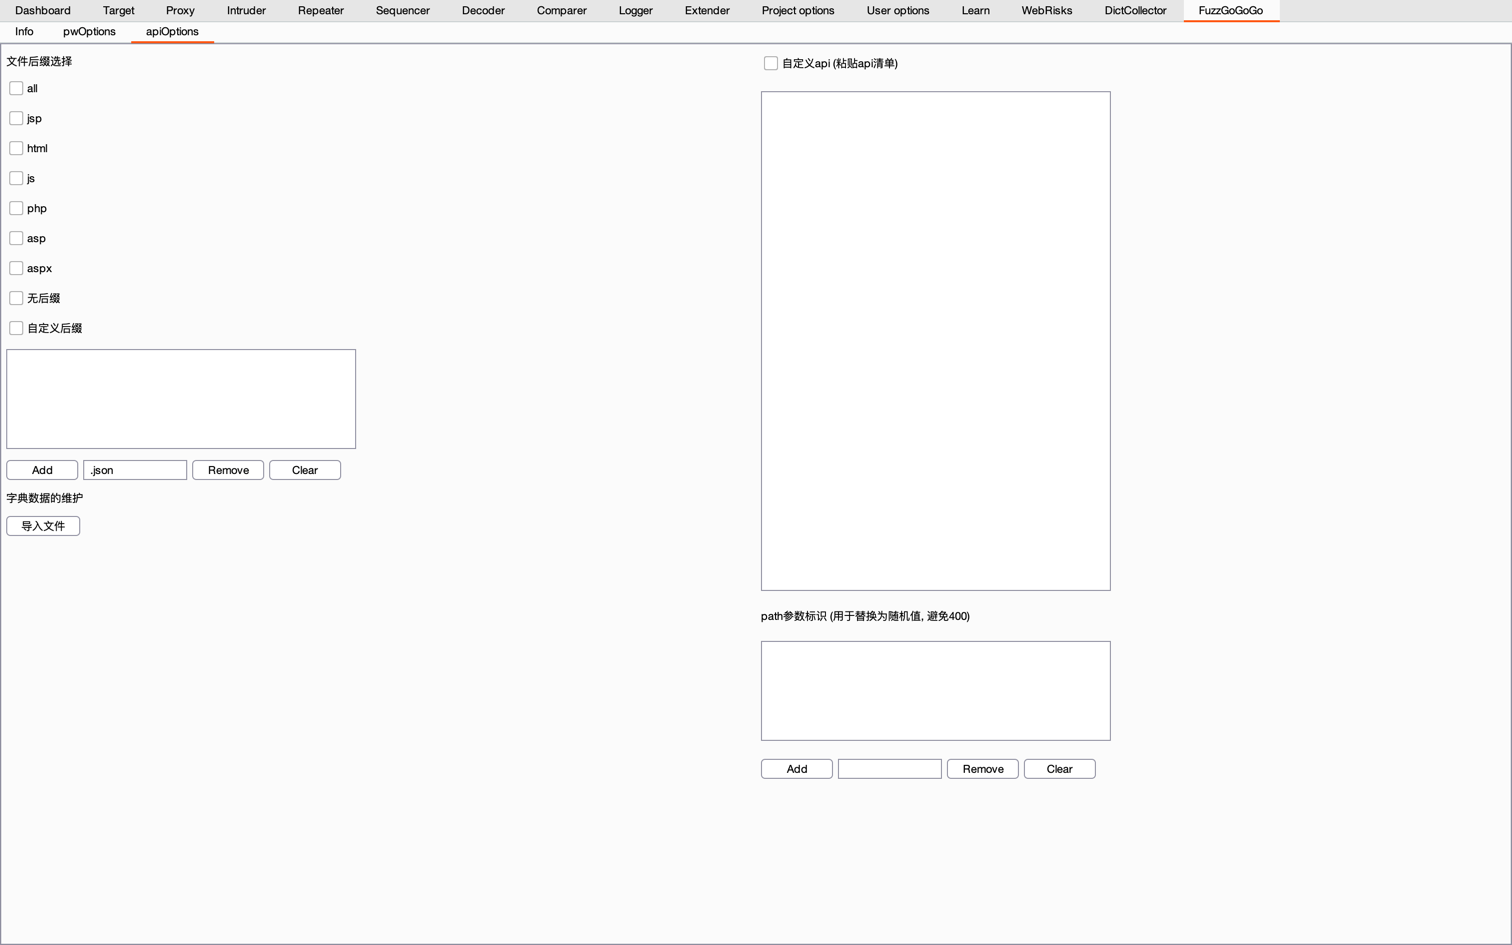 Dashboard Target Proxy Intruder Repeater Sequencer Decoder Comparer Logger Extender Project options User options Learn WebRisks DictCollector FuzzGoGoGo
Info pwOptions apiOptions
文件后缀选择
all
jsp
html
js
php
asp
aspx
无后缀
自定义后缀
Add .json Remove Clear
字典数据的维护
导入文件
自定义api (粘贴api清单)
path参数标识 (用于替换为随机值, 避免400)
Add Remove Clear